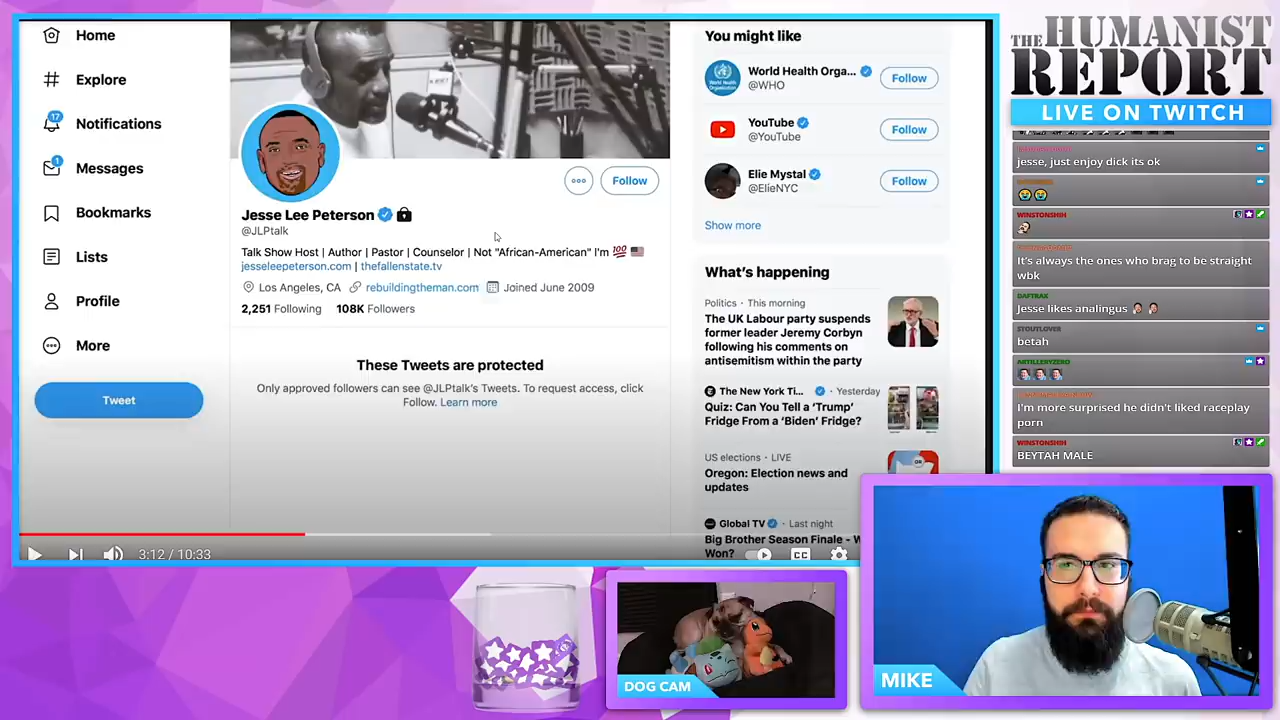 Home
Explore
17
Notifications
1
Messages
Bookmarks
Lists
Profile
More
Tweet
Jesse Lee Peterson
@JLPtalk
Follow
Talk Show Host | Author | Pastor | Counselor | Not "African-American" I'm 💯 🇺🇸
jesseleepeterson.com | thefallenstate.tv
Los Angeles, CA rebuildingtheman.com Joined June 2009
2,251 Following 108K Followers
These Tweets are protected
Only approved followers can see @JLPtalk's Tweets. To request access, click
Follow. Learn more
You might like
World Health Orga...
@WHO
Follow
YouTube
@YouTube
Follow
Elie Mystal
@ElieNYC
Follow
Show more
What's happening
Politics · This morning
The UK Labour party suspends
former leader Jeremy Corbyn
following his comments on
antisemitism within the party
The New York Ti... · Yesterday
Quiz: Can You Tell a 'Trump'
Fridge From a 'Biden' Fridge?
US elections · LIVE
Oregon: Election news and
updates
OR
Global TV · Last night
Big Brother Season Finale - W
Won?
3:12 / 10:33
CC
THE HUMANIST
REPORT
LIVE ON TWITCH
jesse, just enjoy dick its ok
WINSTONSHIH
It's always the ones who brag to be straight
wbk
DAFTRAX
Jesse likes analingus
STOUTLOVER
betah
ARTILLERYZERO
I'm more surprised he didn't liked raceplay
porn
WINSTONSHIH
BEYTAH MALE
DOG CAM
MIKE